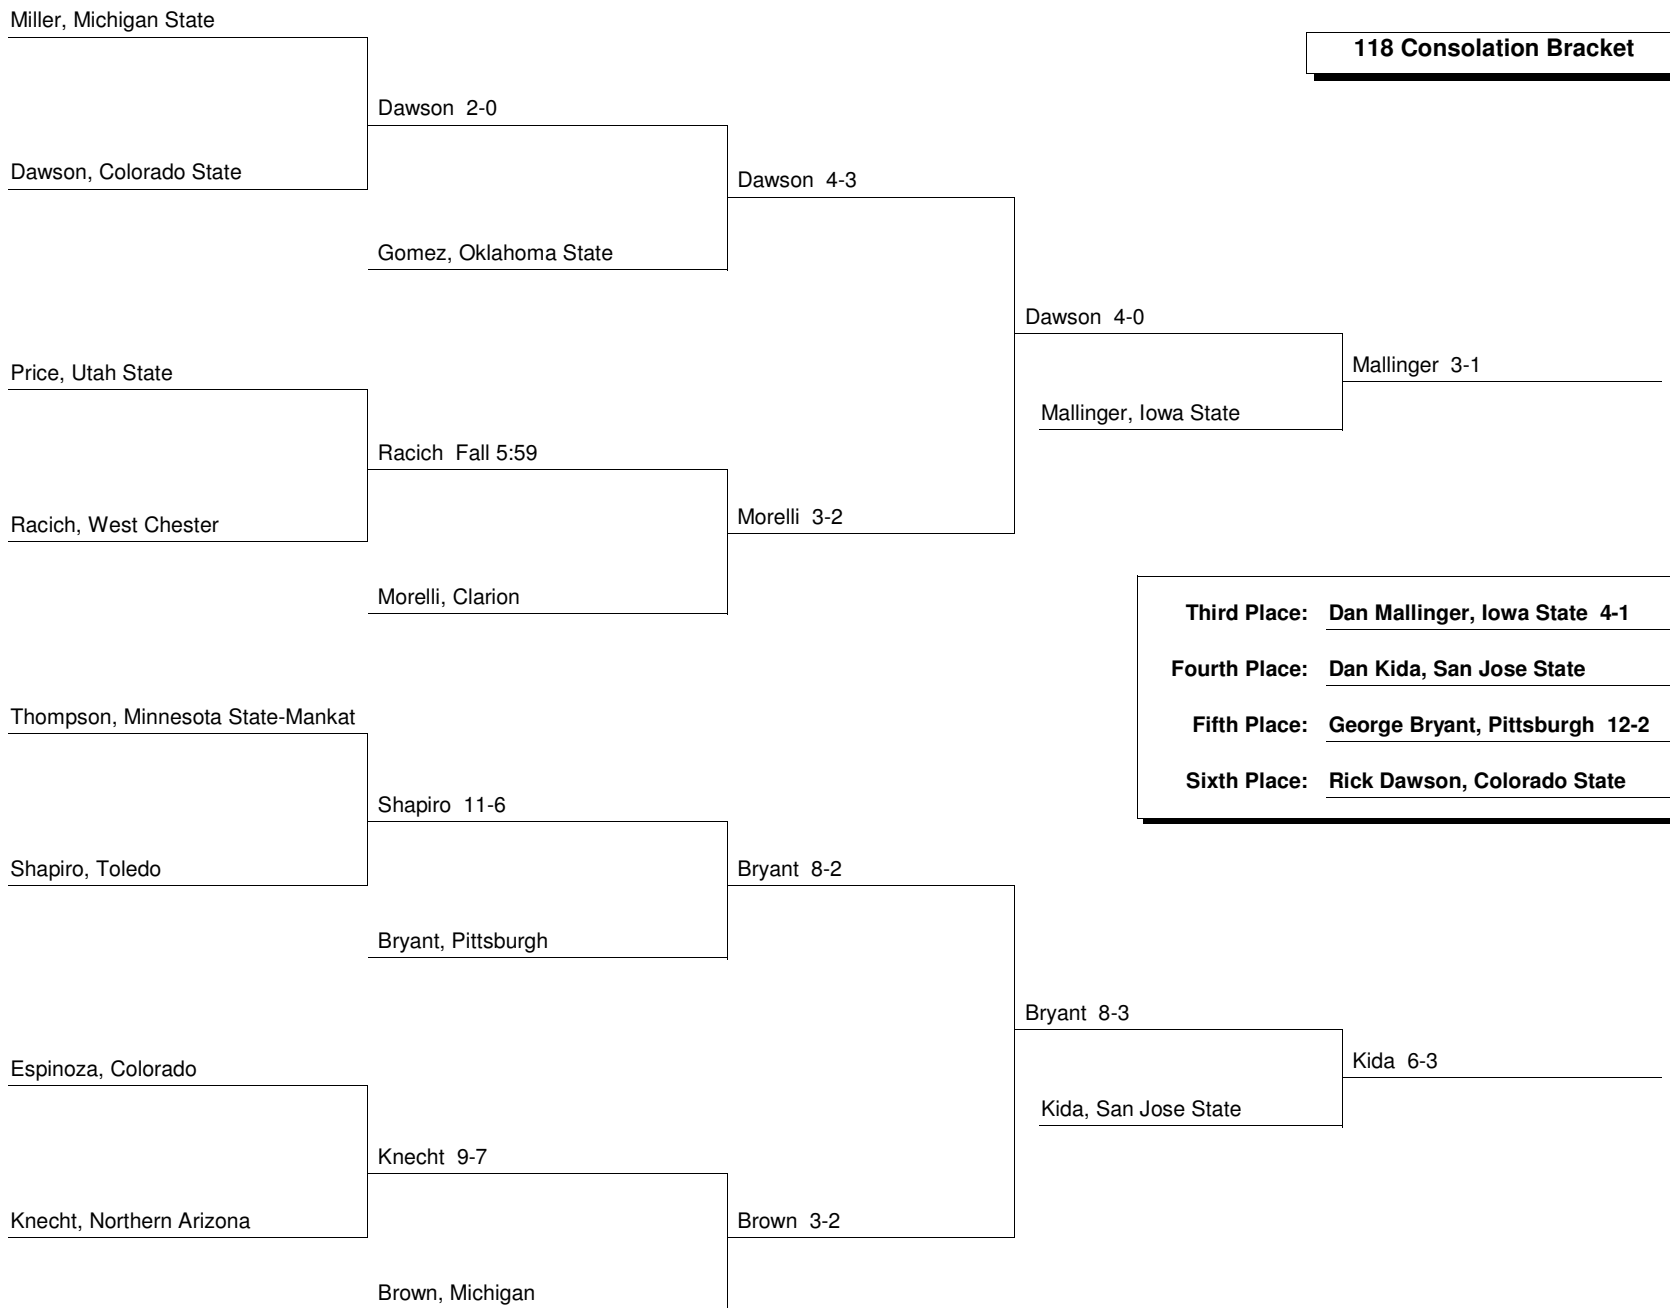 Miller, Michigan State
118 Consolation Bracket
Dawson 2-0
Dawson, Colorado State
Dawson 4-3
Gomez, Oklahoma State
Dawson 4-0
Price, Utah State
Mallinger 3-1
Mallinger, Iowa State
Racich Fall 5:59
Racich, West Chester
Morelli 3-2
Morelli, Clarion
Third Place: Dan Mallinger, Iowa State 4-1
Fourth Place: Dan Kida, San Jose State
Fifth Place: George Bryant, Pittsburgh 12-2
Sixth Place: Rick Dawson, Colorado State
Thompson, Minnesota State-Mankat
Shapiro 11-6
Shapiro, Toledo
Bryant 8-2
Bryant, Pittsburgh
Bryant 8-3
Espinoza, Colorado
Kida 6-3
Kida, San Jose State
Knecht 9-7
Knecht, Northern Arizona
Brown 3-2
Brown, Michigan